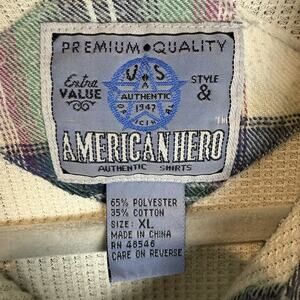 PREMIUM • QUALITY
Extra VALUE
U S
STYLE &
AUTHENTIC
1947
TM
AMERICAN HERO
AUTHENTIC SHIRTS
65% POLYESTER
35% COTTON
SIZE: XL
MADE IN CHINA
RN 48546
CARE ON REVERSE